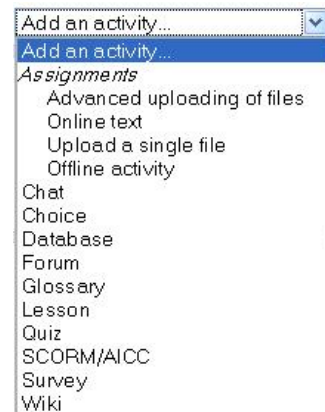 Add an activity...
Add an activity...
Assignments
Advanced uploading of files
Online text
Upload a single file
Offline activity
Chat
Choice
Database
Forum
Glossary
Lesson
Quiz
SCORM/AICC
Survey
Wiki